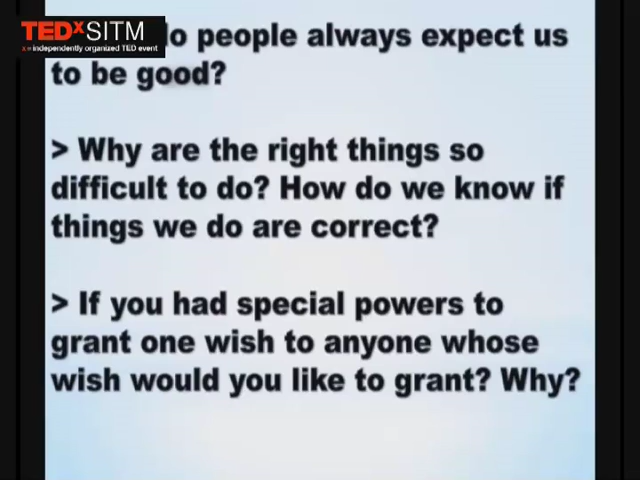 TEDxSITM
x = independently organized TED event
people always expect us
to be good?
> Why are the right things so
difficult to do? How do we know if
things we do are correct?
> If you had special powers to
grant one wish to anyone whose
wish would you like to grant? Why?